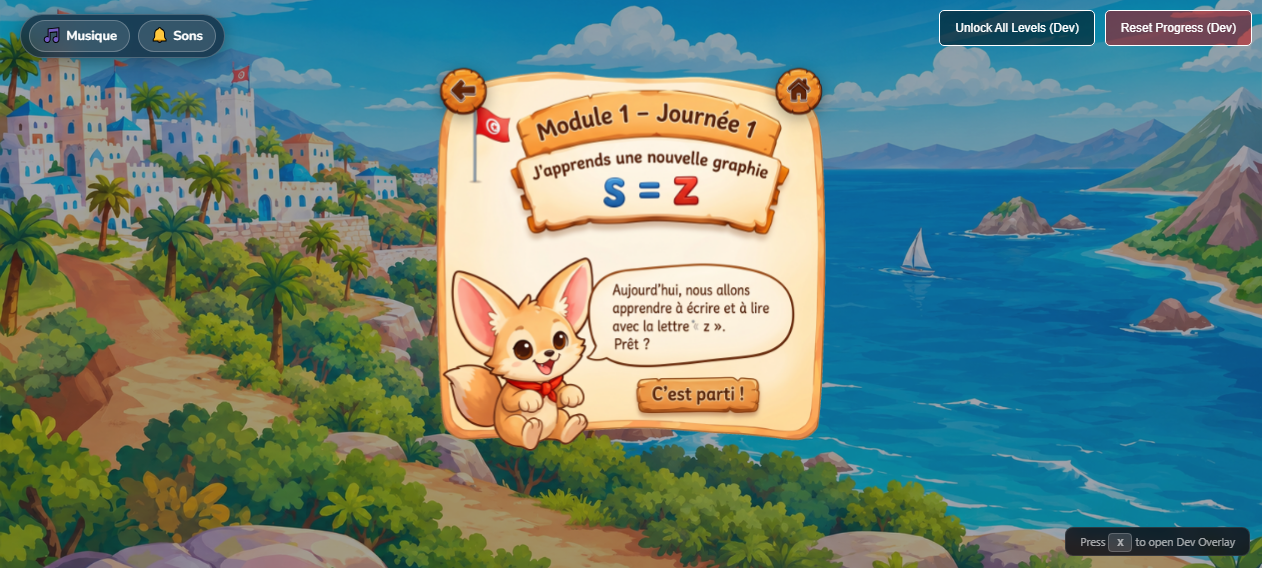 Musique
Sons
Unlock All Levels (Dev)
Reset Progress (Dev)
Module 1 – Journée 1
J'apprends une nouvelle graphie
S = Z
Aujourd'hui, nous allons
apprendre à écrire et à lire
avec la lettre « z ».
Prêt ?
C'est parti !
Press X to open Dev Overlay